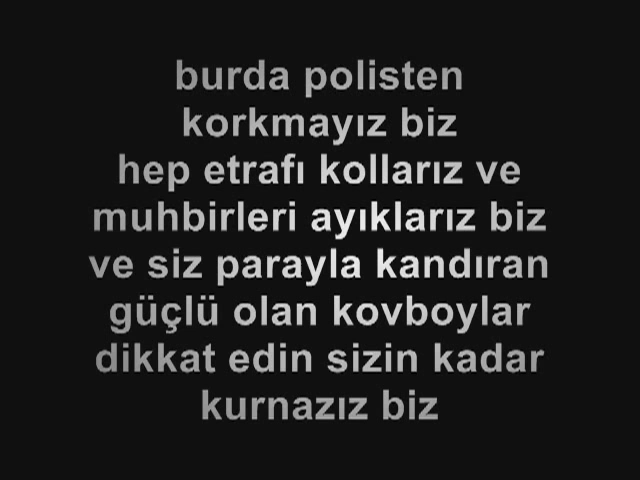 burda polisten
korkmayız biz
hep etrafı kollarız ve
muhbirleri ayıklarız biz
ve siz parayla kandıran
güçlü olan kovboylar
dikkat edin sizin kadar
kurnazız biz